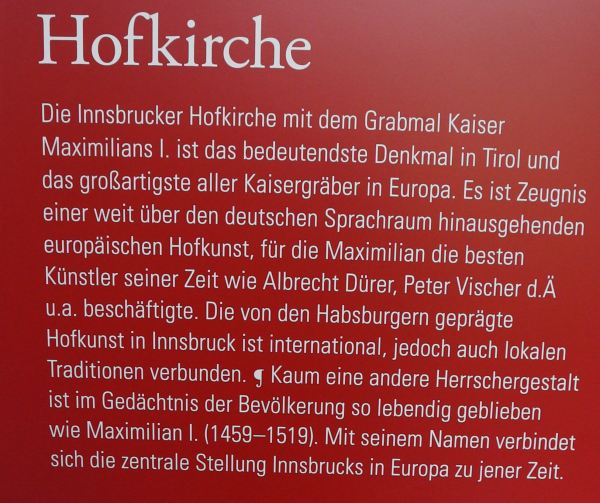 Hofkirche
Die Innsbrucker Hofkirche mit dem Grabmal Kaiser
Maximilians I. ist das bedeutendste Denkmal in Tirol und
das großartigste aller Kaisergräber in Europa. Es ist Zeugnis
einer weit über den deutschen Sprachraum hinausgehenden
europäischen Hofkunst, für die Maximilian die besten
Künstler seiner Zeit wie Albrecht Dürer, Peter Vischer d.Ä
u.a. beschäftigte. Die von den Habsburgern geprägte
Hofkunst in Innsbruck ist international, jedoch auch lokalen
Traditionen verbunden. ¶ Kaum eine andere Herrschergestalt
ist im Gedächtnis der Bevölkerung so lebendig geblieben
wie Maximilian I. (1459–1519). Mit seinem Namen verbindet
sich die zentrale Stellung Innsbrucks in Europa zu jener Zeit.